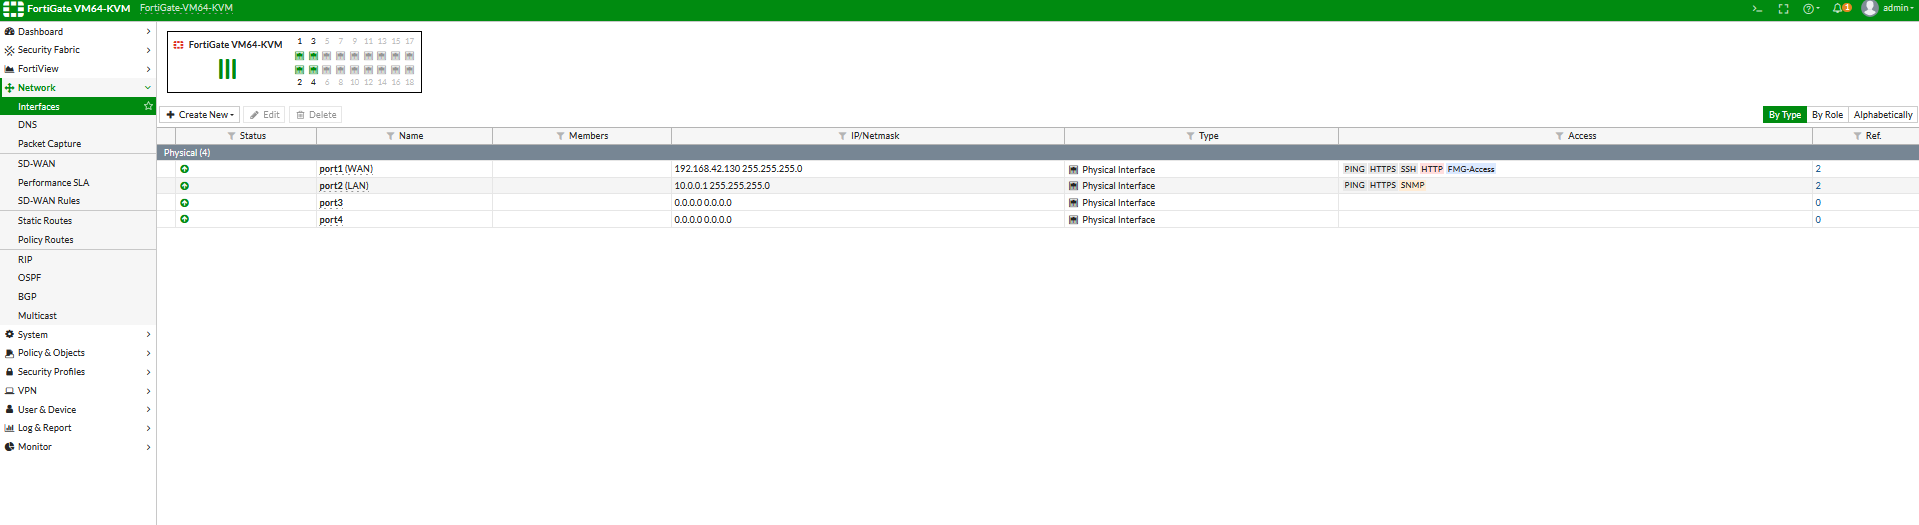 FortiGate VM64-KVM FortiGate-VM64-KVM >_ 1 admin
Dashboard
Security Fabric
FortiView
Network
Interfaces
DNS
Packet Capture
SD-WAN
Performance SLA
SD-WAN Rules
Static Routes
Policy Routes
RIP
OSPF
BGP
Multicast
System
Policy & Objects
Security Profiles
VPN
User & Device
Log & Report
Monitor
FortiGate VM64-KVM
1 3 5 7 9 11 13 15 17
2 4 6 8 10 12 14 16 18
Create New Edit Delete By Type By Role Alphabetically
Status Name Members IP/Netmask Type Access Ref.
Physical (4)
port1 (WAN) 192.168.42.130 255.255.255.0 Physical Interface PING HTTPS SSH HTTP FMG-Access 2
port2 (LAN) 10.0.0.1 255.255.255.0 Physical Interface PING HTTPS SNMP 2
port3 0.0.0.0 0.0.0.0 Physical Interface 0
port4 0.0.0.0 0.0.0.0 Physical Interface 0